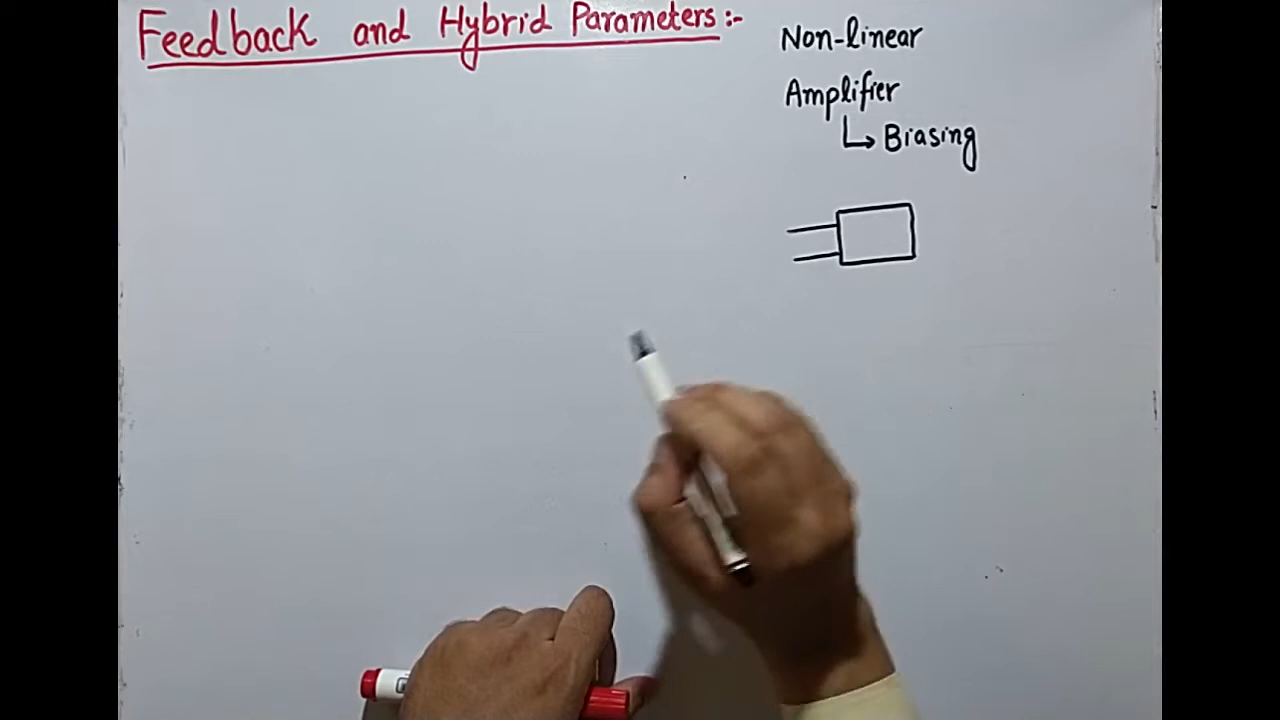 Feedback and Hybrid Parameters:-
Non-linear
Amplifier
↳ Biasing